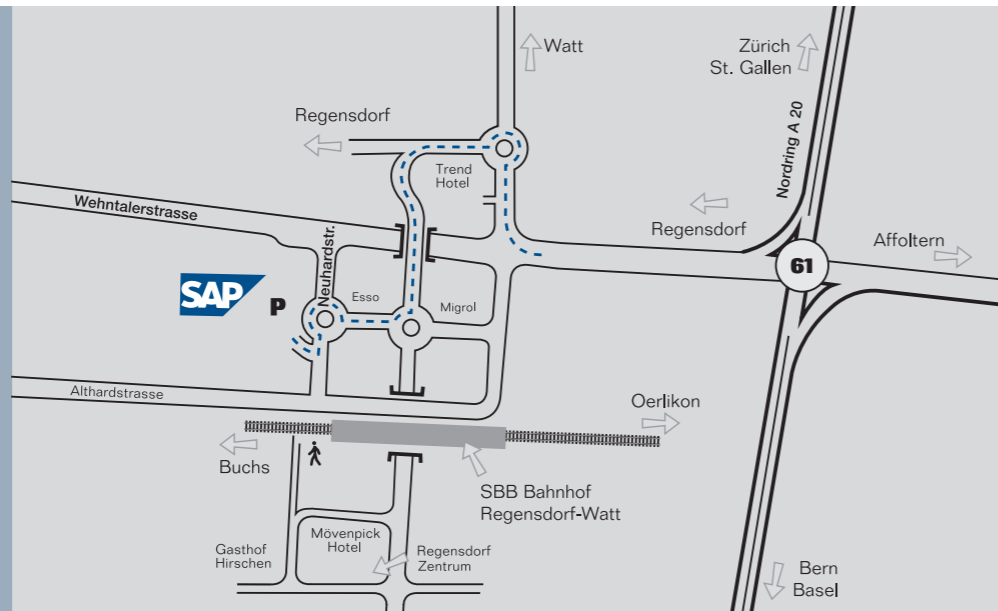 Watt
Zürich
St. Gallen
Regensdorf
Nordring A 20
Trend
Hotel
Wehntalerstrasse
Regensdorf
Affoltern
61
Neuhardstr.
SAP
P
Esso
Migrol
Althardstrasse
Oerlikon
Buchs
SBB Bahnhof
Regensdorf-Watt
Mövenpick
Hotel
Gasthof
Hirschen
Regensdorf
Zentrum
Bern
Basel